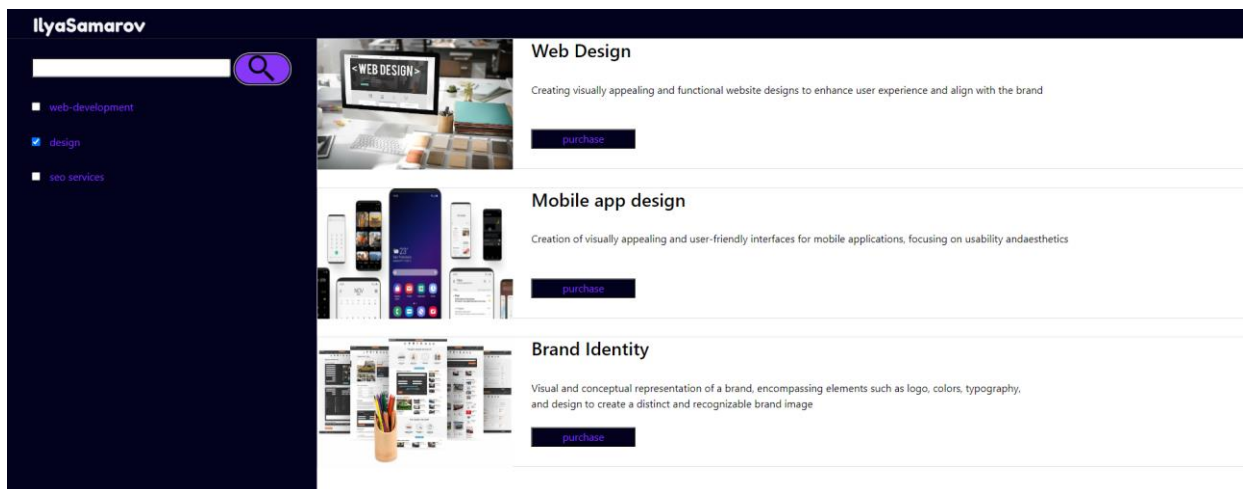 IlyaSamarov
web-development
design
seo services
<WEB DESIGN>
Web Design
Creating visually appealing and functional website designs to enhance user experience and align with the brand
purchase
Mobile app design
Creation of visually appealing and user-friendly interfaces for mobile applications, focusing on usability andaesthetics
purchase
Brand Identity
Visual and conceptual representation of a brand, encompassing elements such as logo, colors, typography,
and design to create a distinct and recognizable brand image
purchase